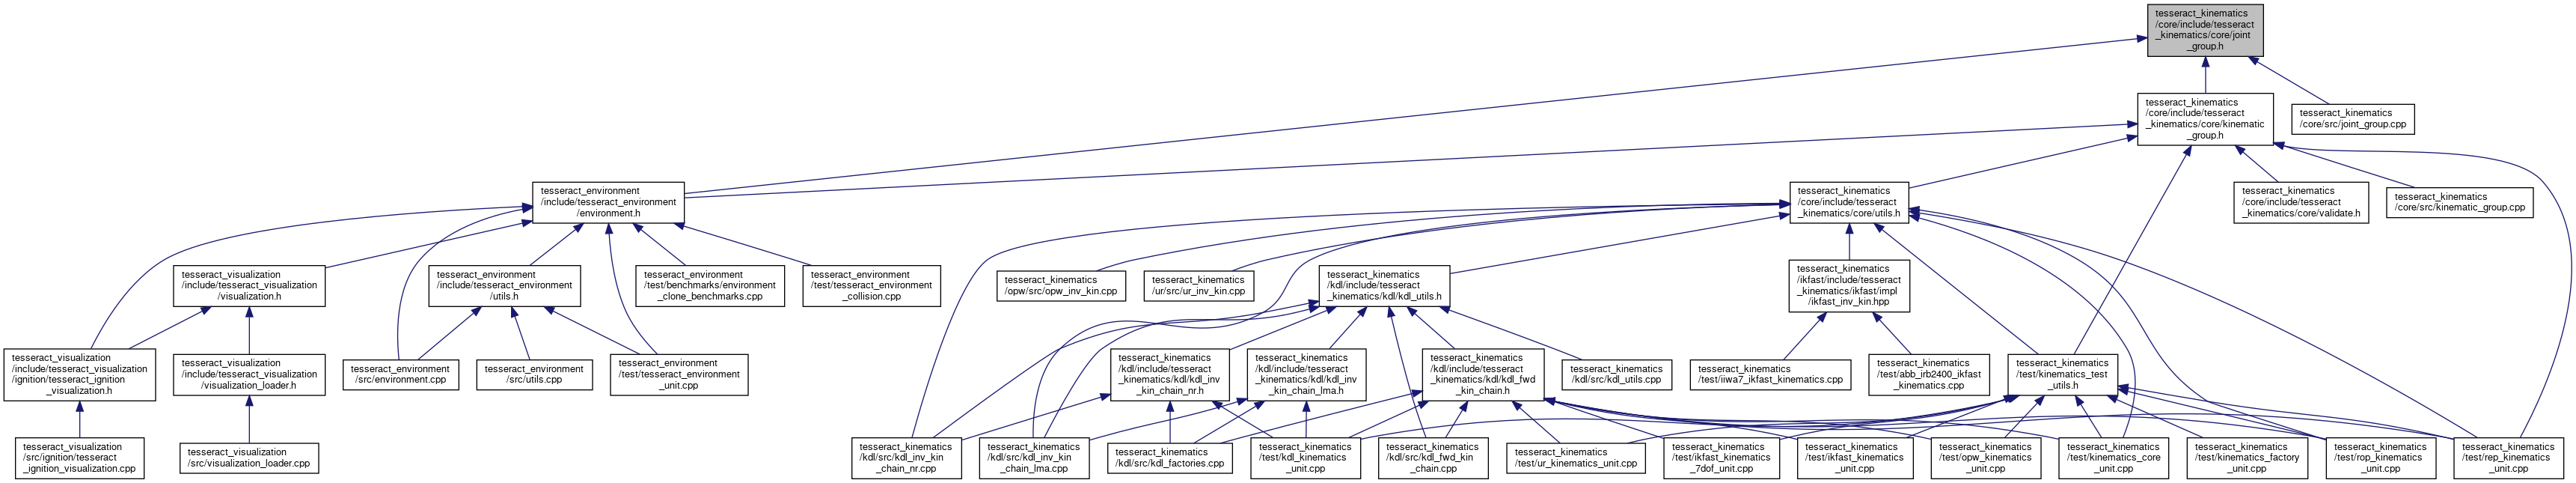 tesseract_kinematics
/core/include/tesseract
_kinematics/core/joint
_group.h
tesseract_kinematics
/core/include/tesseract
_kinematics/core/kinematic
_group.h
tesseract_kinematics
/core/src/joint_group.cpp
tesseract_environment
/include/tesseract_environment
/environment.h
tesseract_kinematics
/core/include/tesseract
_kinematics/core/utils.h
tesseract_kinematics
/core/include/tesseract
_kinematics/core/validate.h
tesseract_kinematics
/core/src/kinematic_group.cpp
tesseract_visualization
/include/tesseract_visualization
/visualization.h
tesseract_environment
/include/tesseract_environment
/utils.h
tesseract_environment
/test/benchmarks/environment
_clone_benchmarks.cpp
tesseract_environment
/test/tesseract_environment
_collision.cpp
tesseract_kinematics
/opw/src/opw_inv_kin.cpp
tesseract_kinematics
/ur/src/ur_inv_kin.cpp
tesseract_kinematics
/kdl/include/tesseract
_kinematics/kdl/kdl_utils.h
tesseract_kinematics
/ikfast/include/tesseract
_kinematics/ikfast/impl
/ikfast_inv_kin.hpp
tesseract_visualization
/include/tesseract_visualization
/ignition/tesseract_ignition
_visualization.h
tesseract_visualization
/include/tesseract_visualization
/visualization_loader.h
tesseract_environment
/src/environment.cpp
tesseract_environment
/src/utils.cpp
tesseract_environment
/test/tesseract_environment
_unit.cpp
tesseract_kinematics
/kdl/include/tesseract
_kinematics/kdl/kdl_inv
_kin_chain_nr.h
tesseract_kinematics
/kdl/include/tesseract
_kinematics/kdl/kdl_inv
_kin_chain_lma.h
tesseract_kinematics
/kdl/include/tesseract
_kinematics/kdl/kdl_fwd
_kin_chain.h
tesseract_kinematics
/kdl/src/kdl_utils.cpp
tesseract_kinematics
/test/iiwa7_ikfast_kinematics.cpp
tesseract_kinematics
/test/abb_irb2400_ikfast
_kinematics.cpp
tesseract_kinematics
/test/kinematics_test
_utils.h
tesseract_visualization
/src/ignition/tesseract
_ignition_visualization.cpp
tesseract_visualization
/src/visualization_loader.cpp
tesseract_kinematics
/kdl/src/kdl_inv_kin
_chain_nr.cpp
tesseract_kinematics
/kdl/src/kdl_inv_kin
_chain_lma.cpp
tesseract_kinematics
/kdl/src/kdl_factories.cpp
tesseract_kinematics
/test/kdl_kinematics
_unit.cpp
tesseract_kinematics
/kdl/src/kdl_fwd_kin
_chain.cpp
tesseract_kinematics
/test/ur_kinematics_unit.cpp
tesseract_kinematics
/test/ikfast_kinematics
_7dof_unit.cpp
tesseract_kinematics
/test/ikfast_kinematics
_unit.cpp
tesseract_kinematics
/test/opw_kinematics
_unit.cpp
tesseract_kinematics
/test/kinematics_core
_unit.cpp
tesseract_kinematics
/test/kinematics_factory
_unit.cpp
tesseract_kinematics
/test/rop_kinematics
_unit.cpp
tesseract_kinematics
/test/rep_kinematics
_unit.cpp